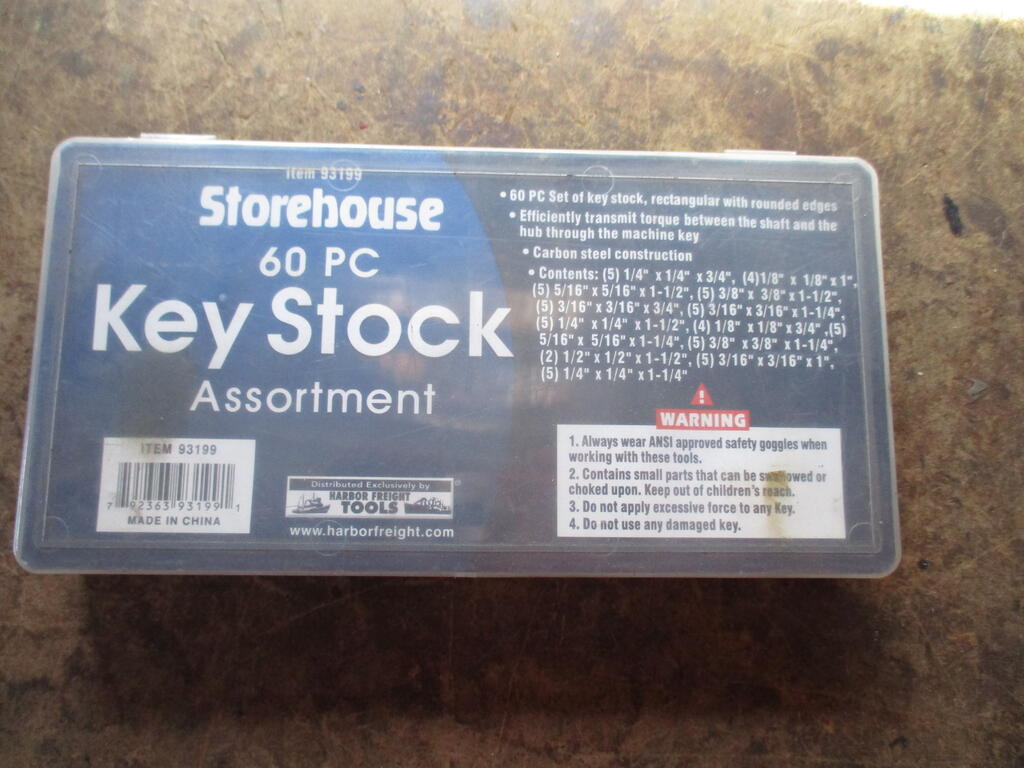 Item 93199
Storehouse
60 PC
Key Stock
Assortment
ITEM 93199
7 92363 93199 1
MADE IN CHINA
Distributed Exclusively by
HARBOR FREIGHT
TOOLS
®
www.harborfreight.com
• 60 PC Set of key stock, rectangular with rounded edges
• Efficiently transmit torque between the shaft and the
hub through the machine key
• Carbon steel construction
• Contents: (5) 1/4" x 1/4" x 3/4", (4)1/8" x 1/8"x 1",
(5) 5/16" x 5/16" x 1-1/2", (5) 3/8" x 3/8" x 1-1/2",
(5) 3/16" x 3/16" x 3/4", (5) 3/16" x 3/16" x 1-1/4",
(5) 1/4" x 1/4" x 1-1/2", (4) 1/8" x 1/8" x 3/4" ,(5)
5/16" x 5/16" x 1-1/4", (5) 3/8" x 3/8" x 1-1/4",
(2) 1/2" x 1/2" x 1-1/2", (5) 3/16" x 3/16" x 1",
(5) 1/4" x 1/4" x 1-1/4"
WARNING
1. Always wear ANSI approved safety goggles when
working with these tools.
2. Contains small parts that can be swallowed or
choked upon. Keep out of children's reach.
3. Do not apply excessive force to any Key.
4. Do not use any damaged key.